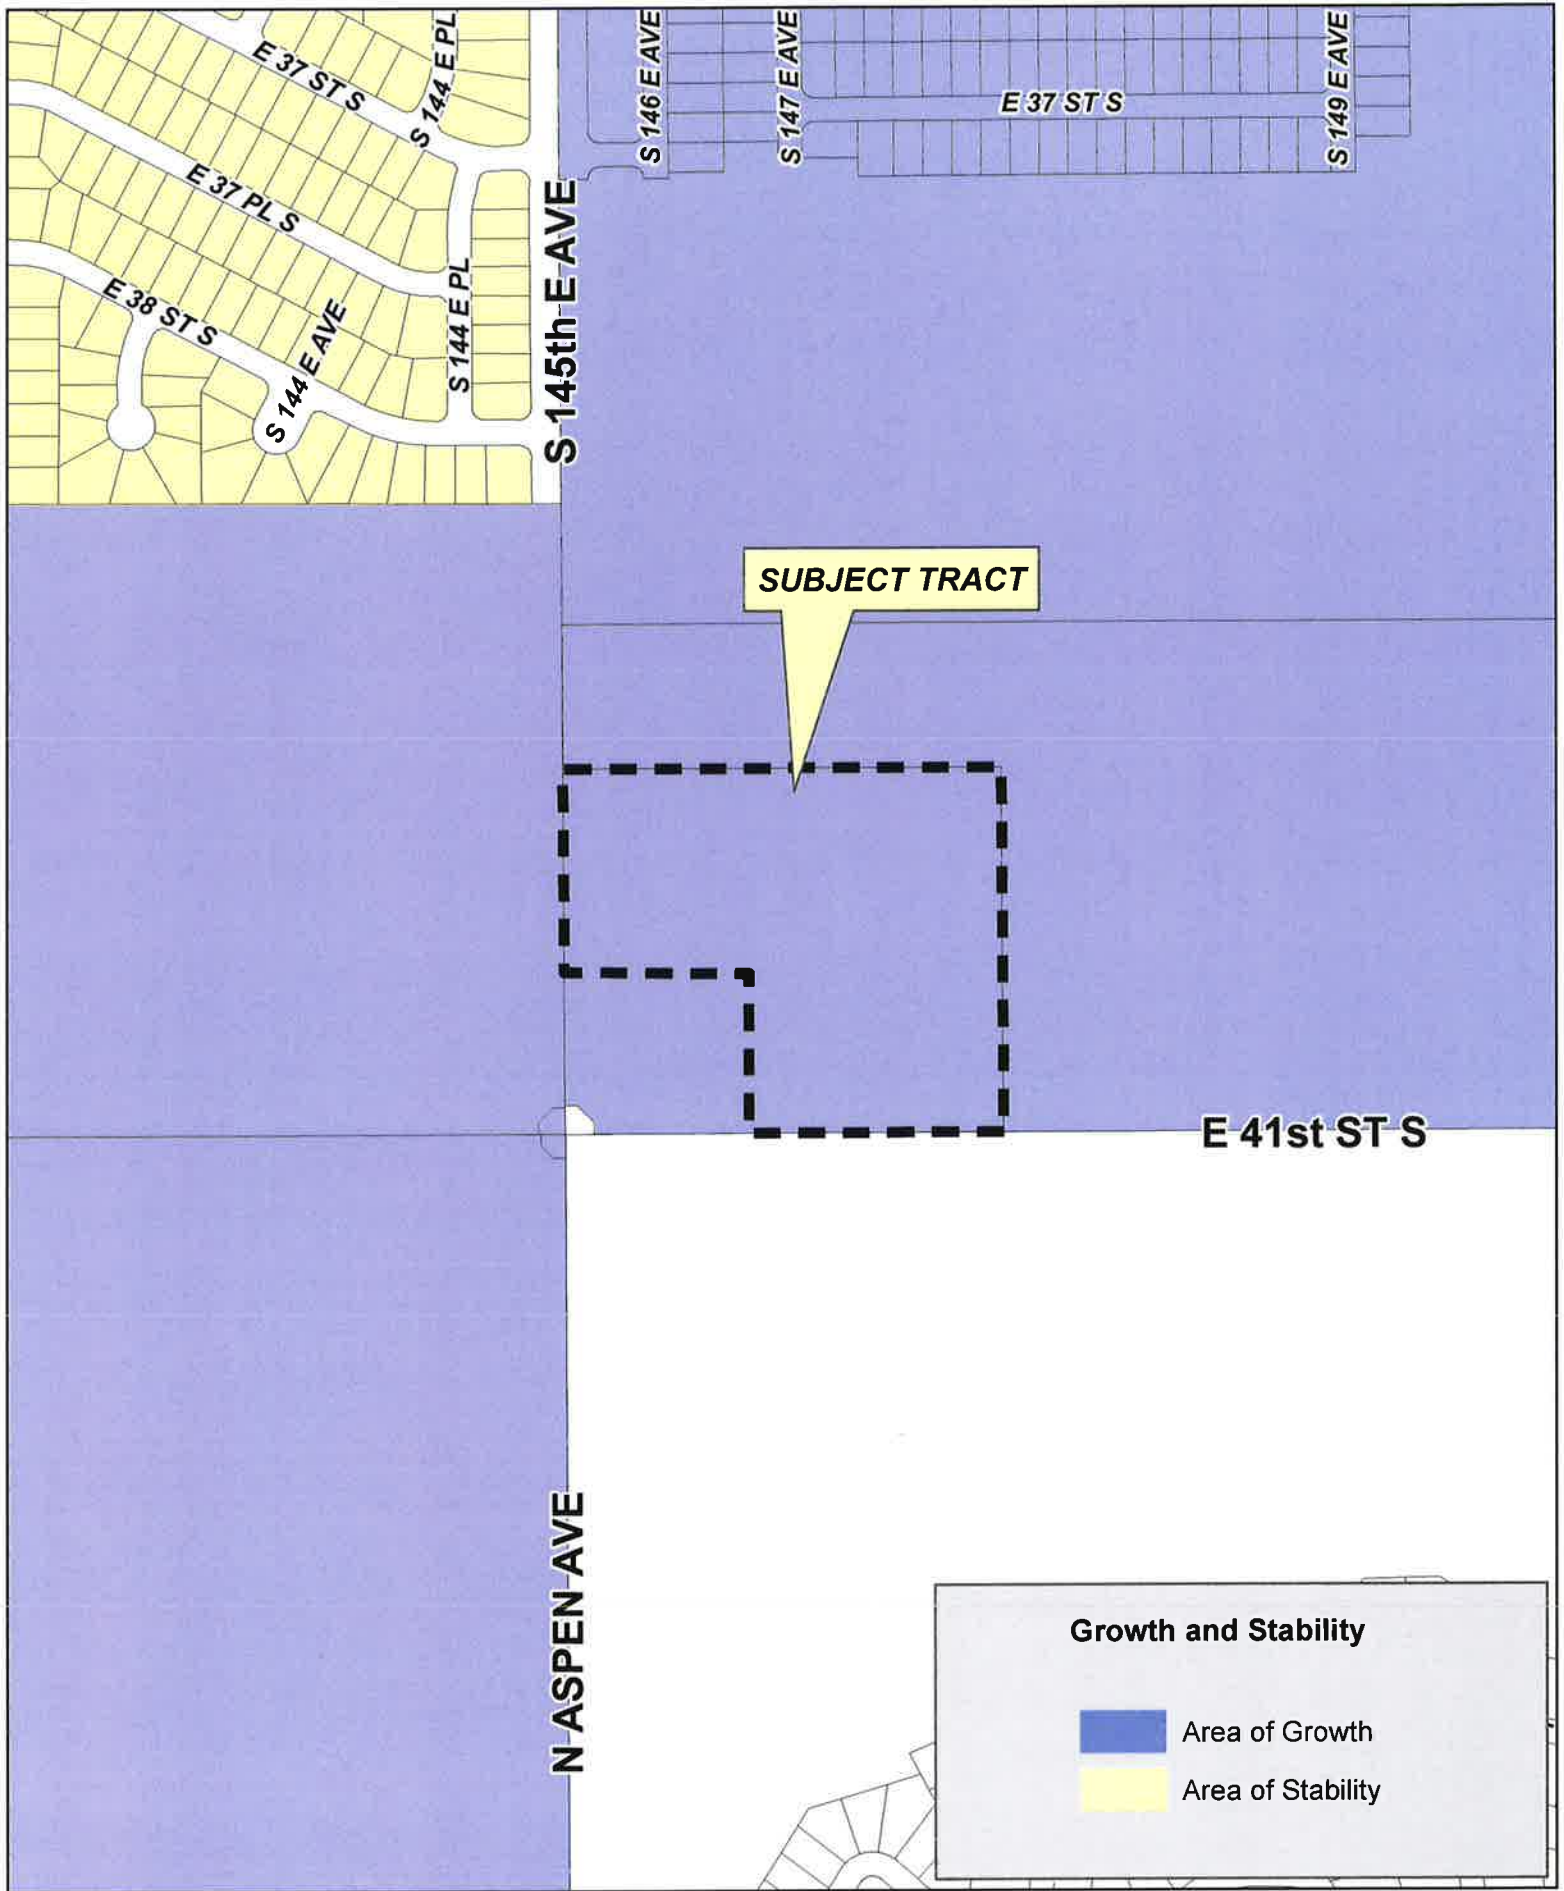 E 37 ST S
S 144 E PL
S 146 E AVE
S 147 E AVE
E 37 ST S
S 149 E AVE
E 37 PL S
S 145th E AVE
E 38 ST S
S 144 E AVE
S 144 E PL
SUBJECT TRACT
E 41st ST S
N ASPEN AVE
Growth and Stability
Area of Growth
Area of Stability